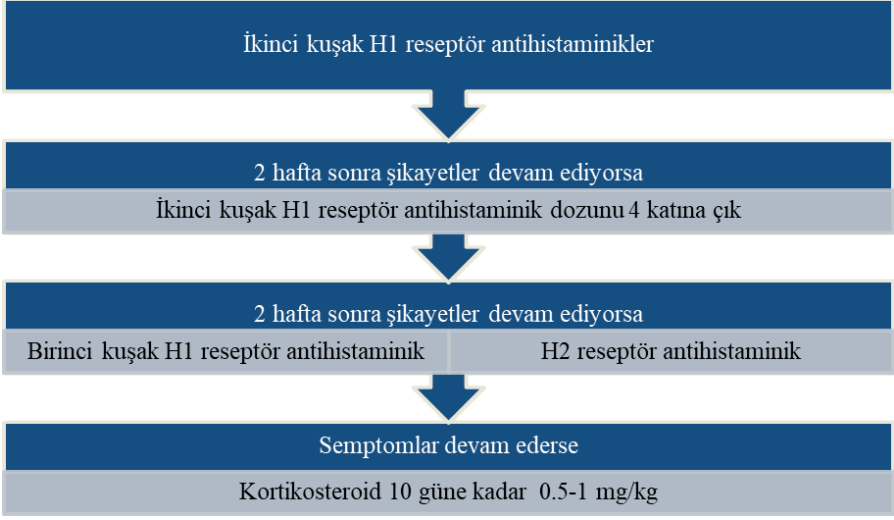 İkinci kuşak H1 reseptör antihistaminikler
2 hafta sonra şikayetler devam ediyorsa
İkinci kuşak H1 reseptör antihistaminik dozunu 4 katına çık
2 hafta sonra şikayetler devam ediyorsa
Birinci kuşak H1 reseptör antihistaminik
H2 reseptör antihistaminik
Semptomlar devam ederse
Kortikosteroid 10 güne kadar 0.5-1 mg/kg